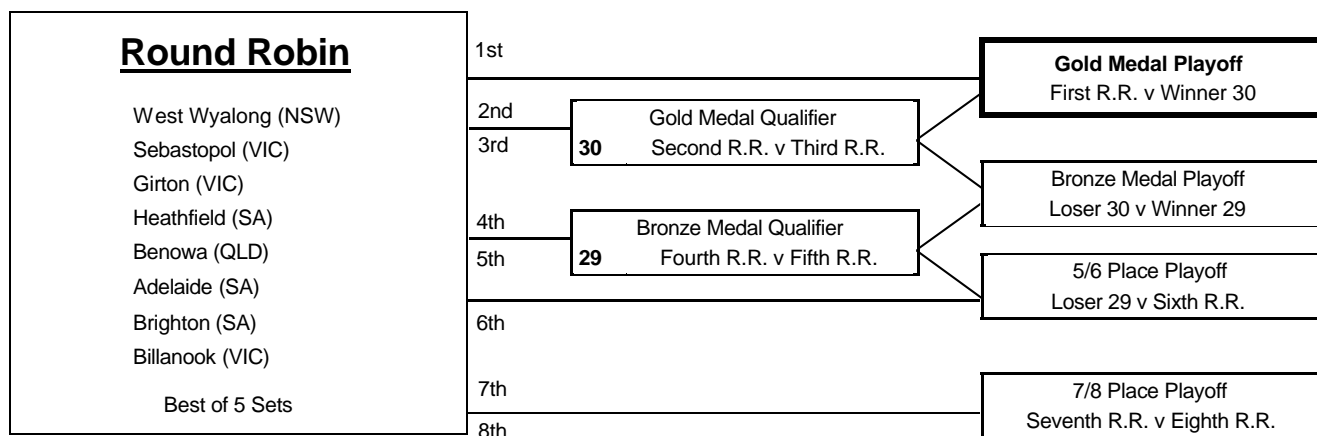 Round Robin
West Wyalong (NSW)
Sebastopol (VIC)
Girton (VIC)
Heathfield (SA)
Benowa (QLD)
Adelaide (SA)
Brighton (SA)
Billanook (VIC)
Best of 5 Sets
1st
2nd
3rd
4th
5th
6th
7th
8th
Gold Medal Qualifier
30 Second R.R. v Third R.R.
Bronze Medal Qualifier
29 Fourth R.R. v Fifth R.R.
Gold Medal Playoff
First R.R. v Winner 30
Bronze Medal Playoff
Loser 30 v Winner 29
5/6 Place Playoff
Loser 29 v Sixth R.R.
7/8 Place Playoff
Seventh R.R. v Eighth R.R.